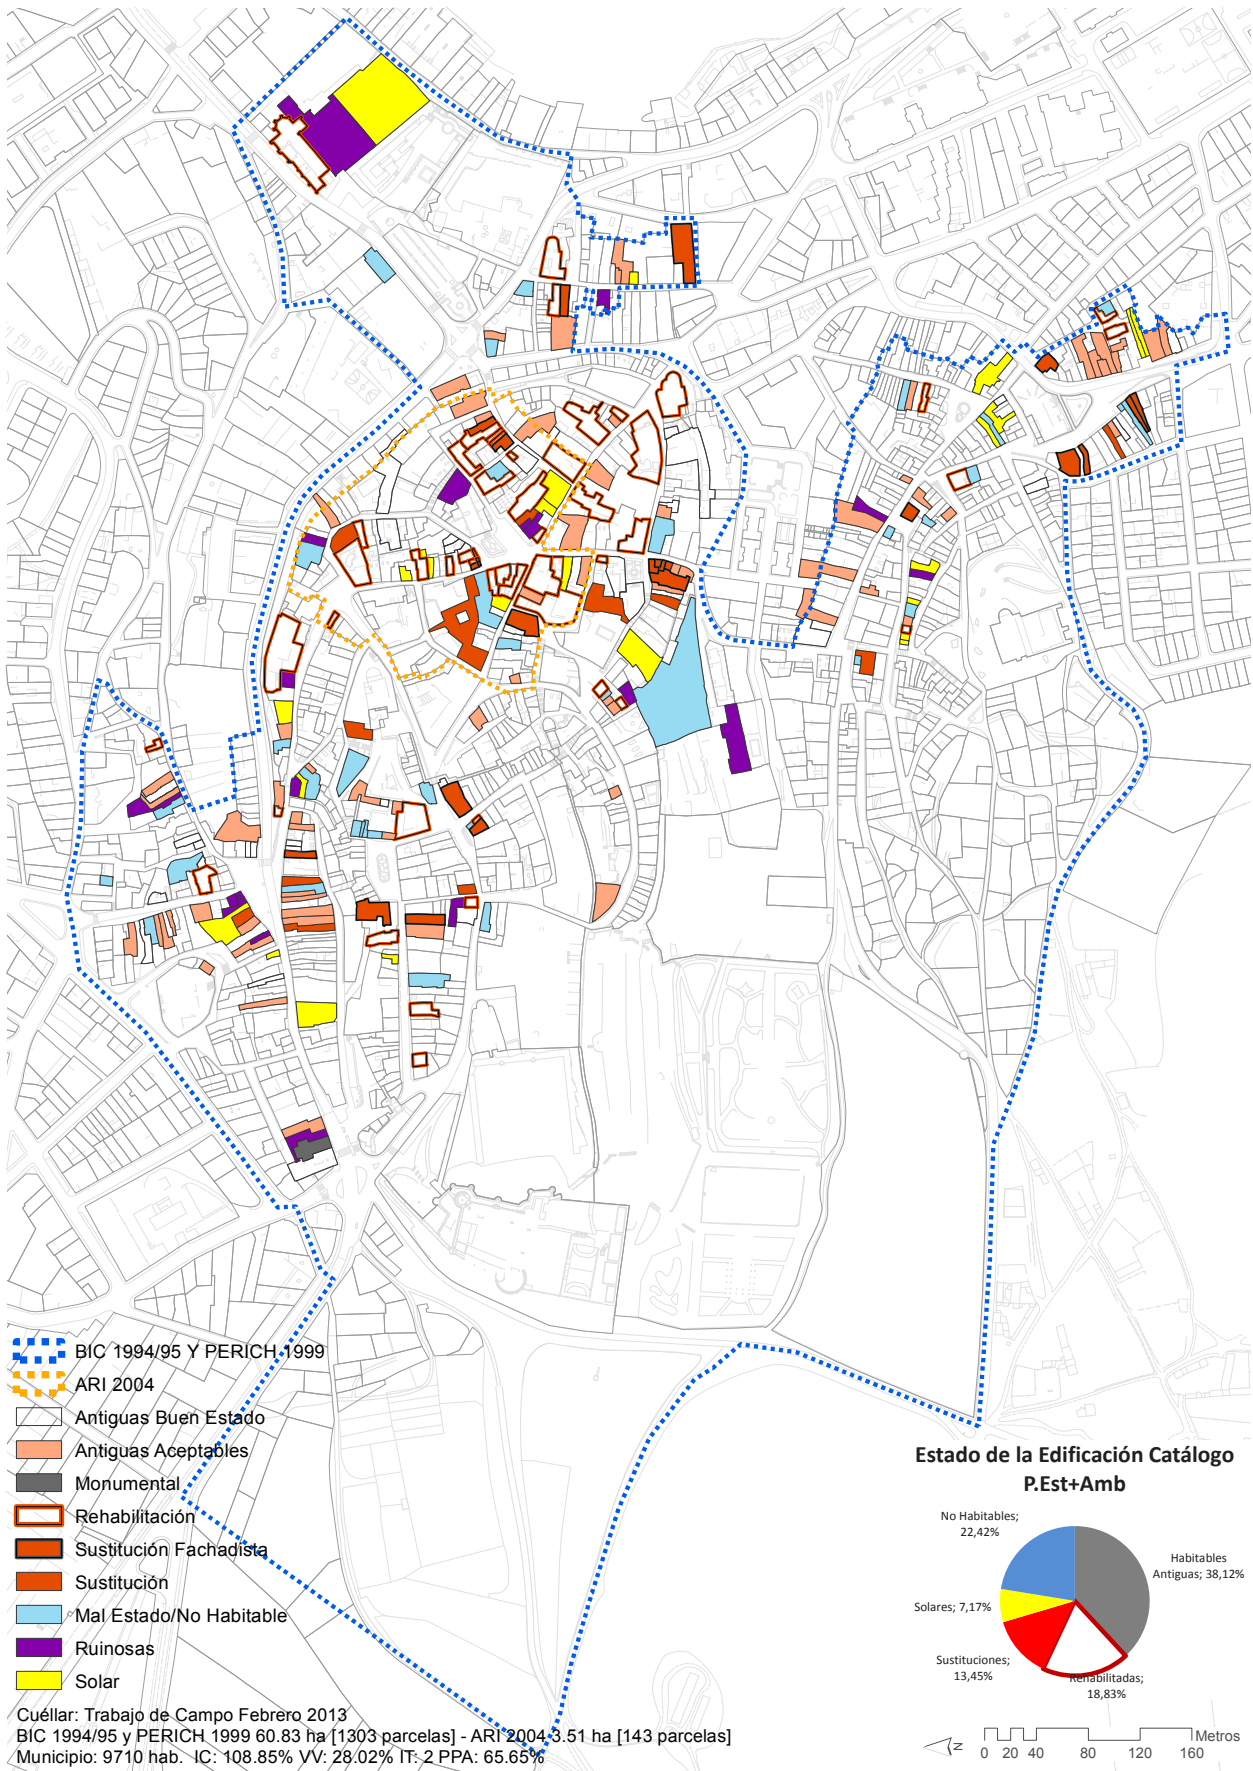 BIC 1994/95 Y PERICH 1999
ARI 2004
Antiguas Buen Estado
Antiguas Aceptables
Monumental
Rehabilitación
Sustitución Fachadista
Sustitución
Mal Estado/No Habitable
Ruinosas
Solar
Cuéllar: Trabajo de Campo Febrero 2013
BIC 1994/95 y PERICH 1999 60.83 ha [1303 parcelas] - ARI 2004 3.51 ha [143 parcelas]
Municipio: 9710 hab. IC: 108.85% VV: 28.02% IT: 2 PPA: 65.65%
Estado de la Edificación Catálogo
P.Est+Amb
No Habitables;
22,42%
Habitables
Antiguas; 38,12%
Solares; 7,17%
Sustituciones;
13,45%
Rehabilitadas;
18,83%
N
Metros
0 20 40 80 120 160